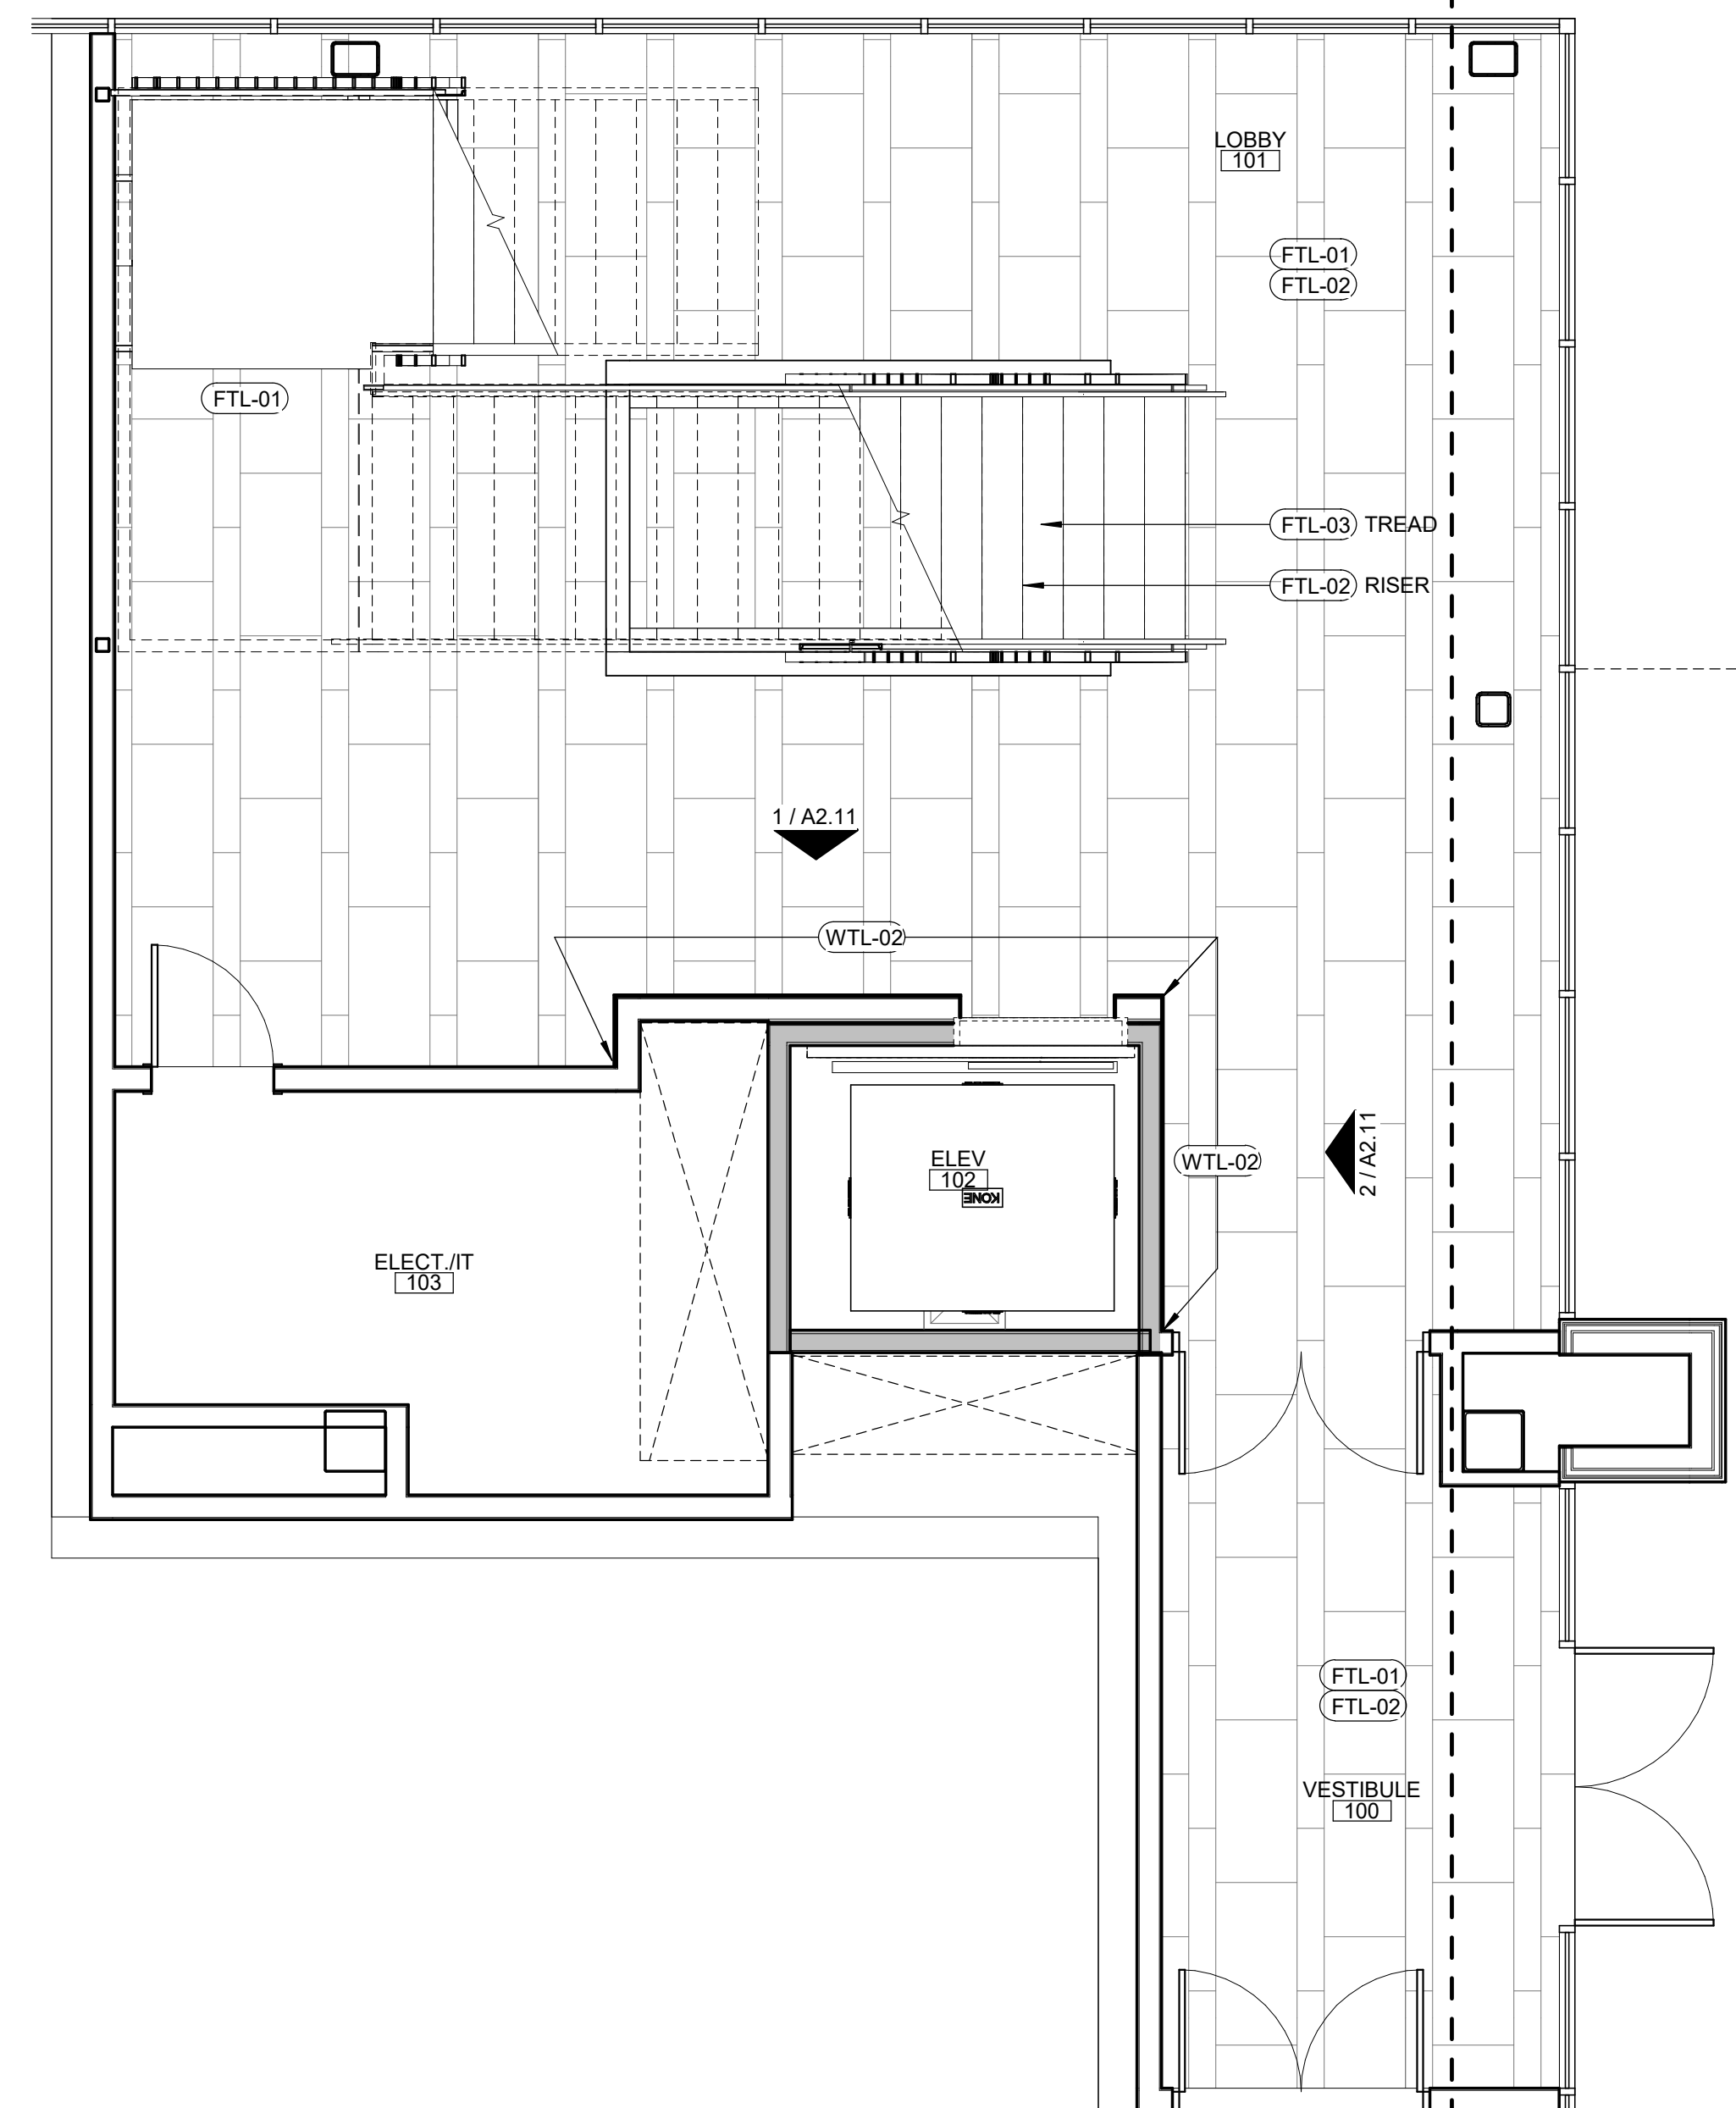 LOBBY
101
FTL-01
FTL-02
FTL-01
FTL-03 TREAD
FTL-02 RISER
1 / A2.11
WTL-02
2 / A2.11
ELEV
102
KONE
WTL-02
ELECT./IT
103
FTL-01
FTL-02
VESTIBULE
100